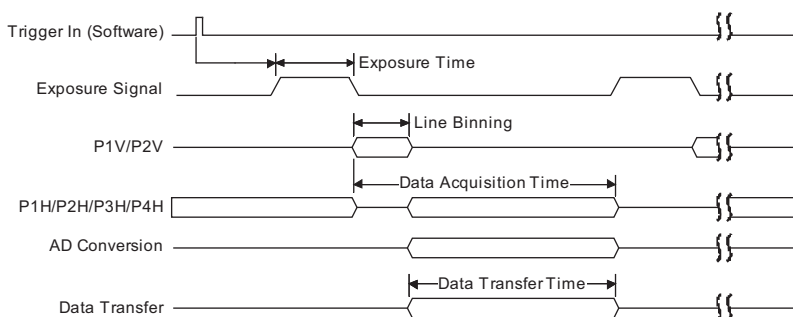 Trigger In (Software)
Exposure Time
Exposure Signal
Line Binning
P1V/P2V
Data Acquisition Time
P1H/P2H/P3H/P4H
AD Conversion
Data Transfer Time
Data Transfer